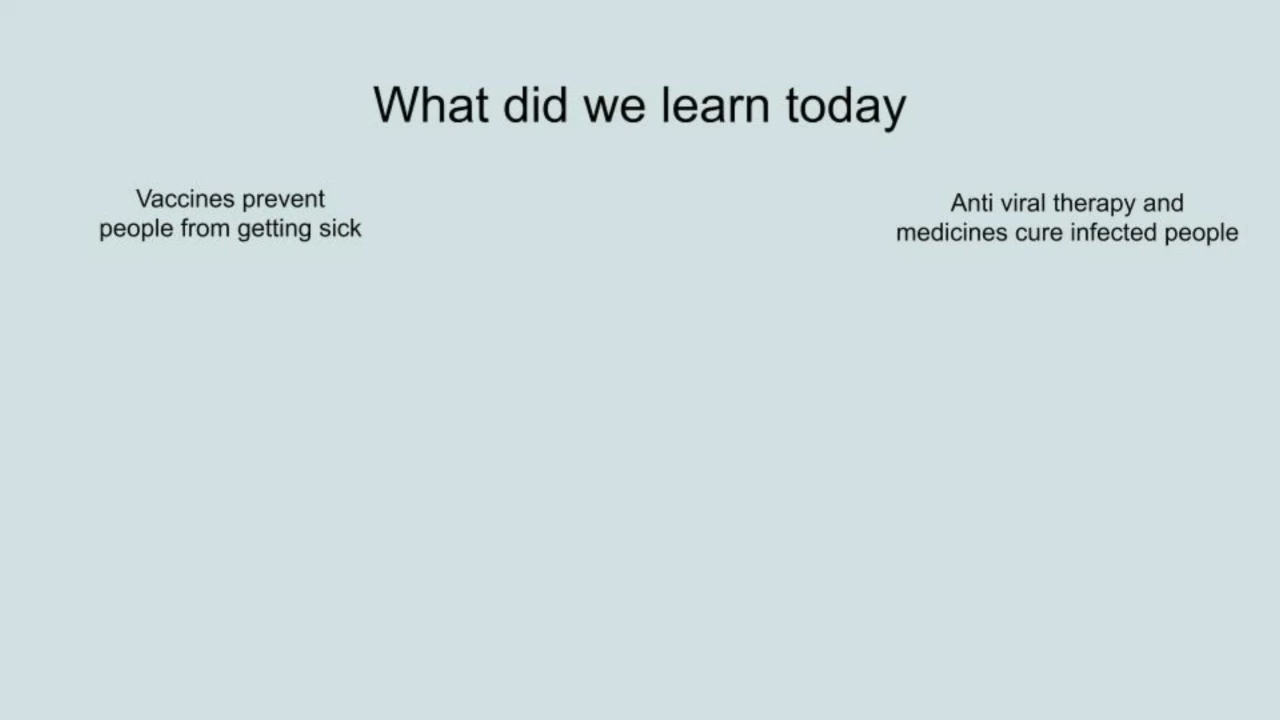 What did we learn today
Vaccines prevent
people from getting sick
Anti viral therapy and
medicines cure infected people